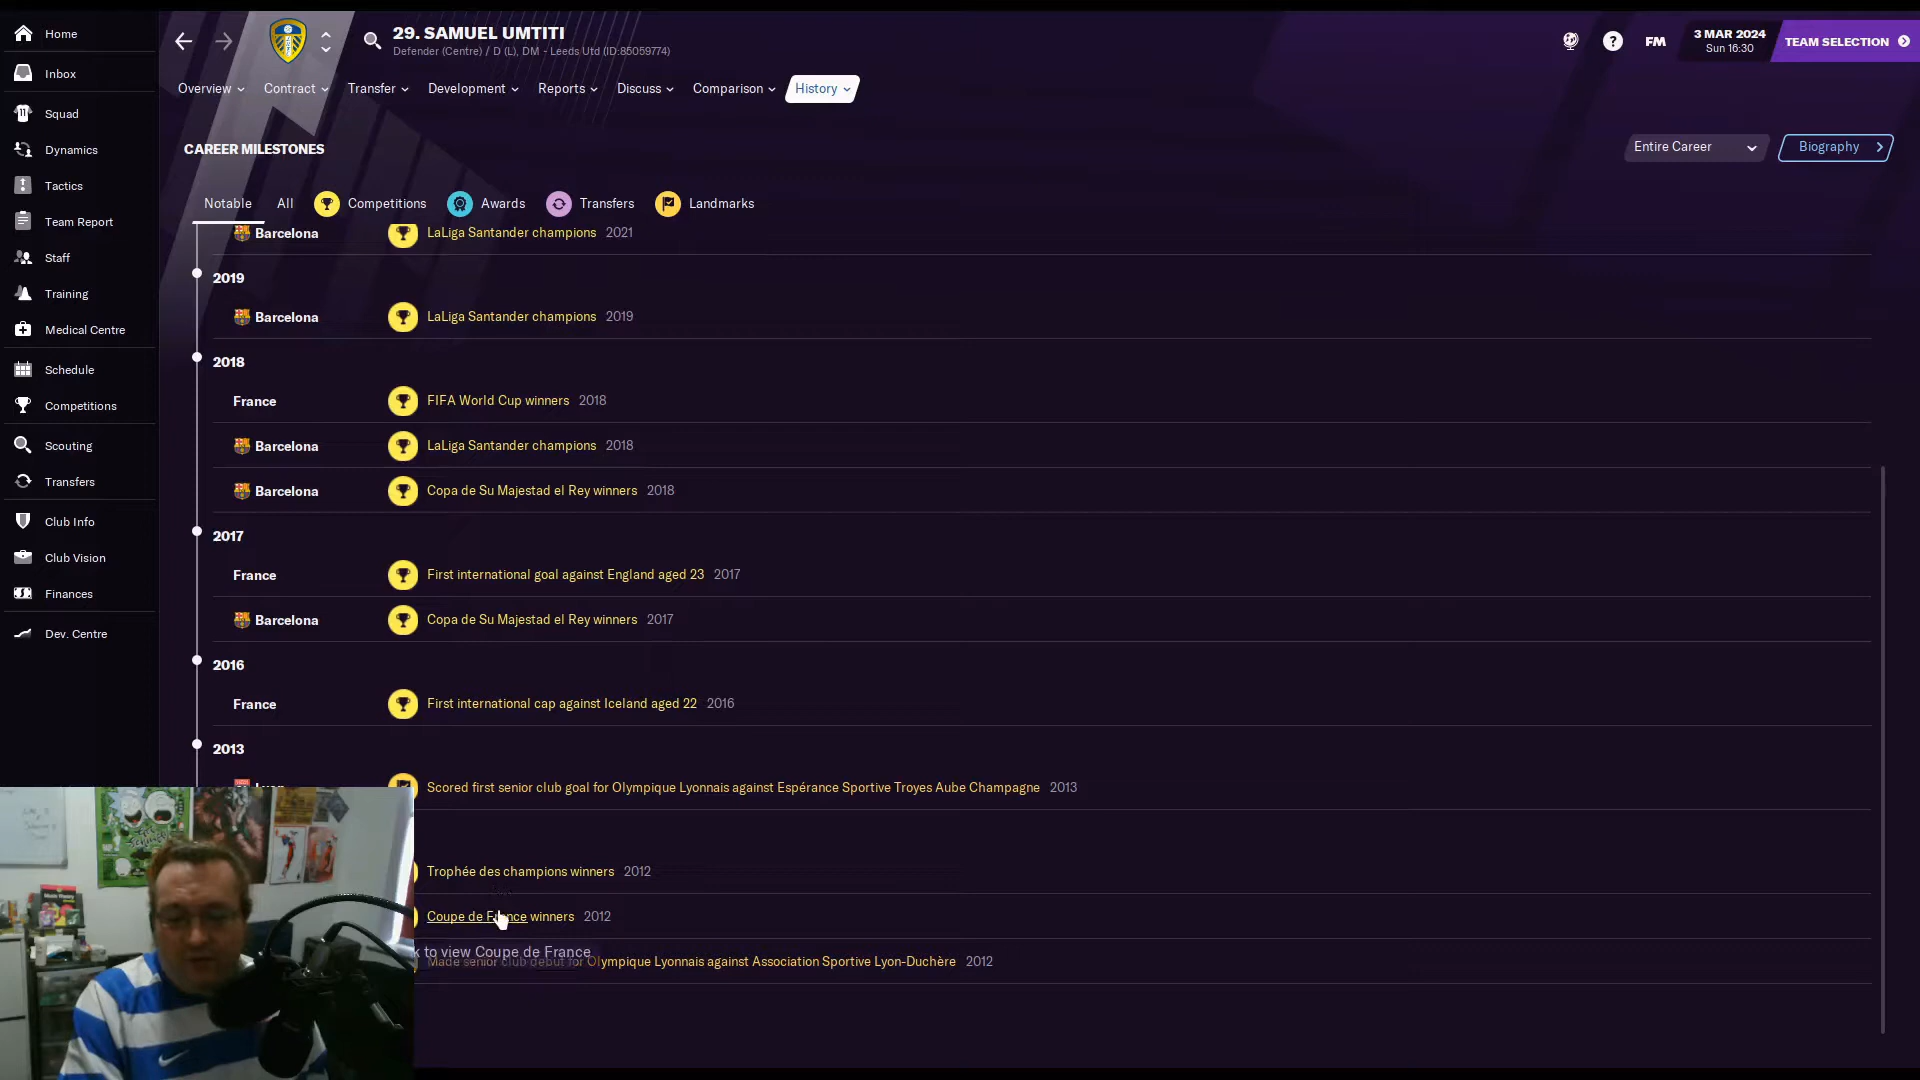 Home
Inbox
Squad
Dynamics
Tactics
Team Report
Staff
Training
Medical Centre
Schedule
Competitions
Scouting
Transfers
Club Info
Club Vision
Finances
Dev. Centre
29. SAMUEL UMTITI
Defender (Centre) / D (L), DM - Leeds Utd (ID:85059774)
FM
3 MAR 2024
Sun 16:30
TEAM SELECTION
Overview
Contract
Transfer
Development
Reports
Discuss
Comparison
History
CAREER MILESTONES
Entire Career
Biography
Notable
All
Competitions
Awards
Transfers
Landmarks
Barcelona LaLiga Santander champions 2021
2019
Barcelona LaLiga Santander champions 2019
2018
France FIFA World Cup winners 2018
Barcelona LaLiga Santander champions 2018
Barcelona Copa de Su Majestad el Rey winners 2018
2017
France First international goal against England aged 23 2017
Barcelona Copa de Su Majestad el Rey winners 2017
2016
France First international cap against Iceland aged 22 2016
2013
Scored first senior club goal for Olympique Lyonnais against Espérance Sportive Troyes Aube Champagne 2013
Trophée des champions winners 2012
Coupe de France winners 2012
to view Coupe de France
Made senior club debut for Olympique Lyonnais against Association Sportive Lyon-Duchère 2012